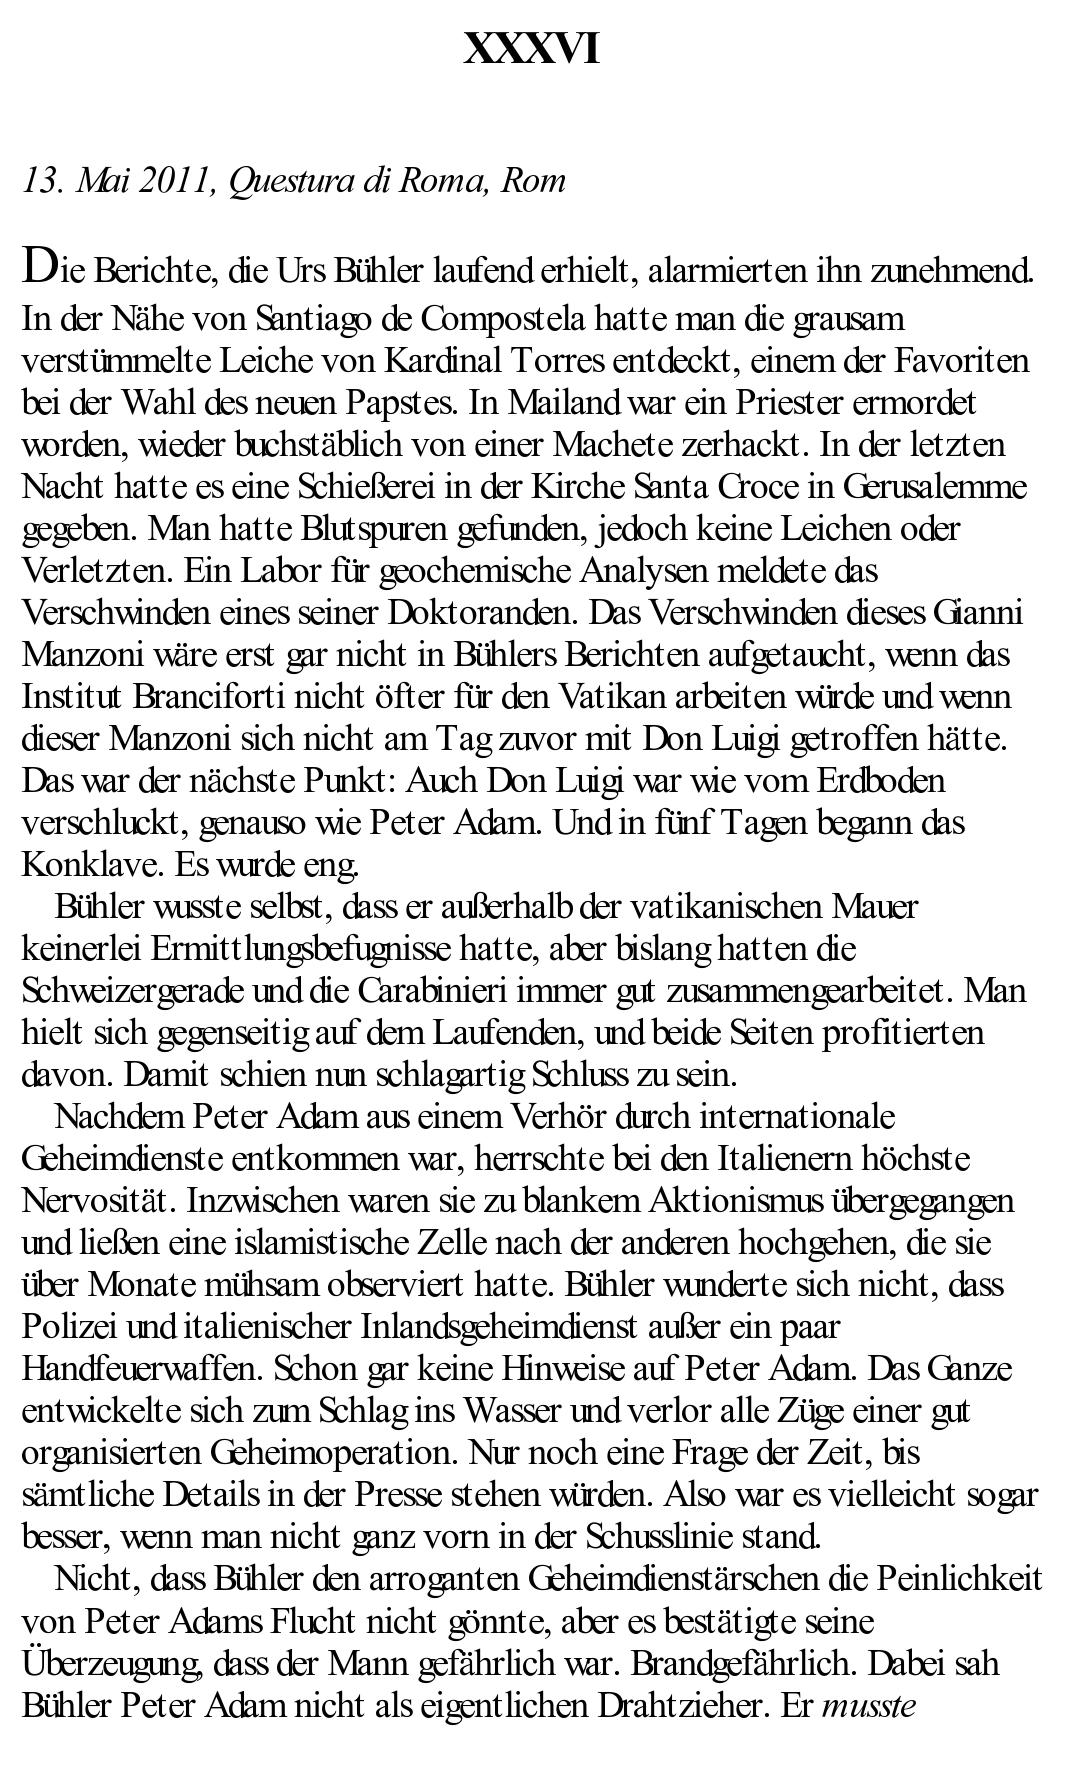 XXXVI
13. Mai 2011, Questura di Roma, Rom
Die Berichte, die Urs Bühler laufend erhielt, alarmierten ihn zunehmend.
In der Nähe von Santiago de Compostela hatte man die grausam
verstümmelte Leiche von Kardinal Torres entdeckt, einem der Favoriten
bei der Wahl des neuen Papstes. In Mailand war ein Priester ermordet
worden, wieder buchstäblich von einer Machete zerhackt. In der letzten
Nacht hatte es eine Schießerei in der Kirche Santa Croce in Gerusalemme
gegeben. Man hatte Blutspuren gefunden, jedoch keine Leichen oder
Verletzten. Ein Labor für geochemische Analysen meldete das
Verschwinden eines seiner Doktoranden. Das Verschwinden dieses Gianni
Manzoni wäre erst gar nicht in Bühlers Berichten aufgetaucht, wenn das
Institut Branciforti nicht öfter für den Vatikan arbeiten würde und wenn
dieser Manzoni sich nicht am Tag zuvor mit Don Luigi getroffen hätte.
Das war der nächste Punkt: Auch Don Luigi war wie vom Erdboden
verschluckt, genauso wie Peter Adam. Und in fünf Tagen begann das
Konklave. Es wurde eng.
Bühler wusste selbst, dass er außerhalb der vatikanischen Mauer
keinerlei Ermittlungsbefugnisse hatte, aber bislang hatten die
Schweizergerade und die Carabinieri immer gut zusammengearbeitet. Man
hielt sich gegenseitig auf dem Laufenden, und beide Seiten profitierten
davon. Damit schien nun schlagartig Schluss zu sein.
Nachdem Peter Adam aus einem Verhör durch internationale
Geheimdienste entkommen war, herrschte bei den Italienern höchste
Nervosität. Inzwischen waren sie zu blankem Aktionismus übergegangen
und ließen eine islamistische Zelle nach der anderen hochgehen, die sie
über Monate mühsam observiert hatte. Bühler wunderte sich nicht, dass
Polizei und italienischer Inlandsgeheimdienst außer ein paar
Handfeuerwaffen. Schon gar keine Hinweise auf Peter Adam. Das Ganze
entwickelte sich zum Schlag ins Wasser und verlor alle Züge einer gut
organisierten Geheimoperation. Nur noch eine Frage der Zeit, bis
sämtliche Details in der Presse stehen würden. Also war es vielleicht sogar
besser, wenn man nicht ganz vorn in der Schusslinie stand.
Nicht, dass Bühler den arroganten Geheimdienstärschen die Peinlichkeit
von Peter Adams Flucht nicht gönnte, aber es bestätigte seine
Überzeugung, dass der Mann gefährlich war. Brandgefährlich. Dabei sah
Bühler Peter Adam nicht als eigentlichen Drahtzieher. Er musste